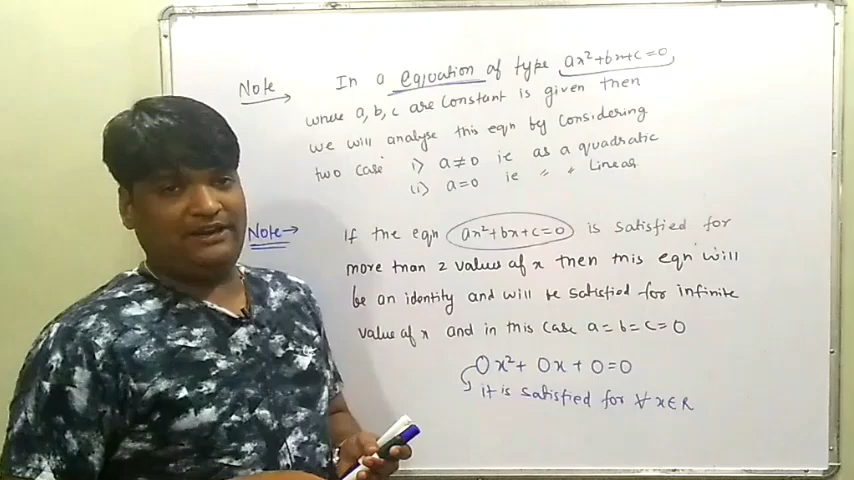 Note → In a equation of type ax²+bx+c=0
where a, b, c are constant is given then
we will analyse this eqn by considering
two case i) a≠0 ie as a quadratic
(ii) a=0 ie " " Linear
Note → If the eqn ax²+bx+c=0 is satisfied for
more than 2 values of x then this eqn will
be an identity and will be satisfied for infinite
value of x and in this case a=b=c=0
0x²+0x+0=0
it is satisfied for ∀ x∈R